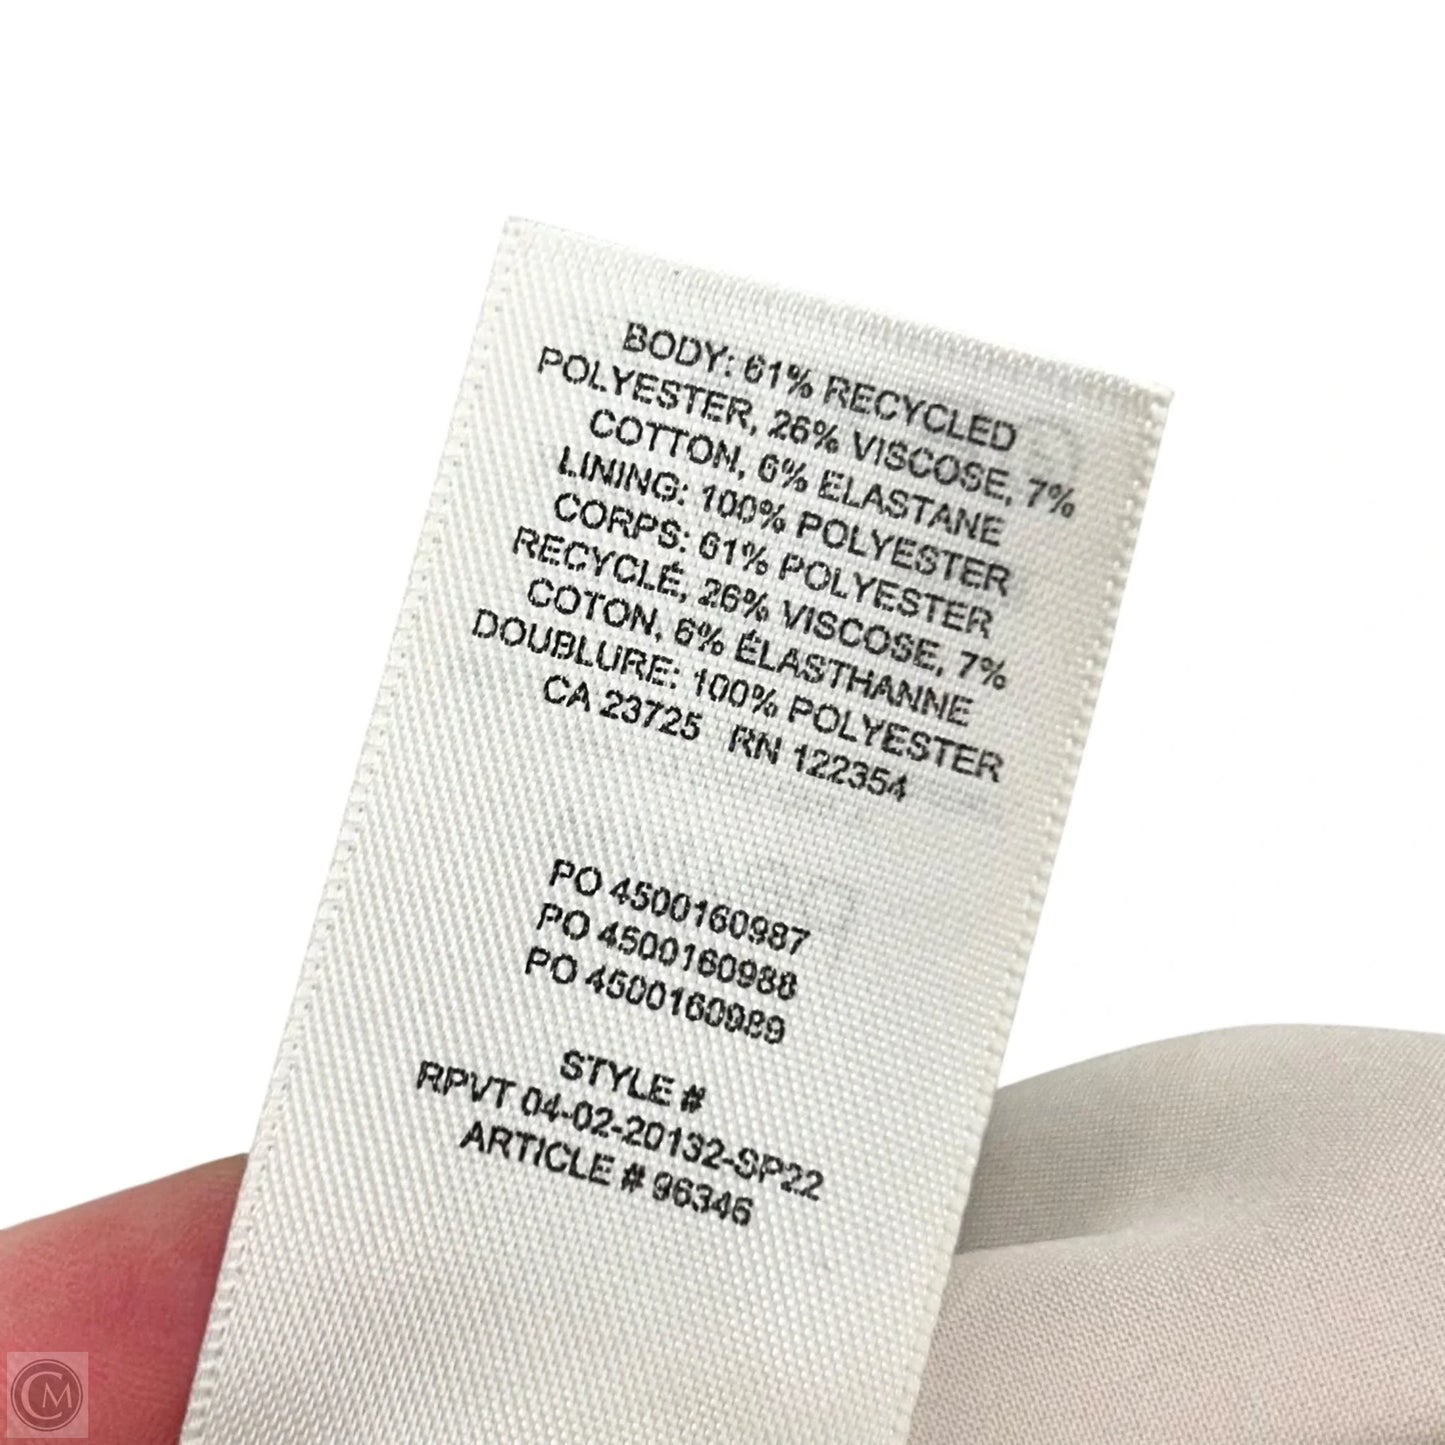 BODY: 61% RECYCLED
POLYESTER, 26% VISCOSE, 7%
COTTON, 6% ELASTANE
LINING: 100% POLYESTER
CORPS: 61% POLYESTER
RECYCLÉ, 26% VISCOSE, 7%
COTON, 6% ÉLASTHANNE
DOUBLURE: 100% POLYESTER
CA 23725 RN 122354
PO 4500160987
PO 4500160988
PO 4500160989
STYLE #
RPVT 04-02-20132-SP22
ARTICLE # 96346
CM